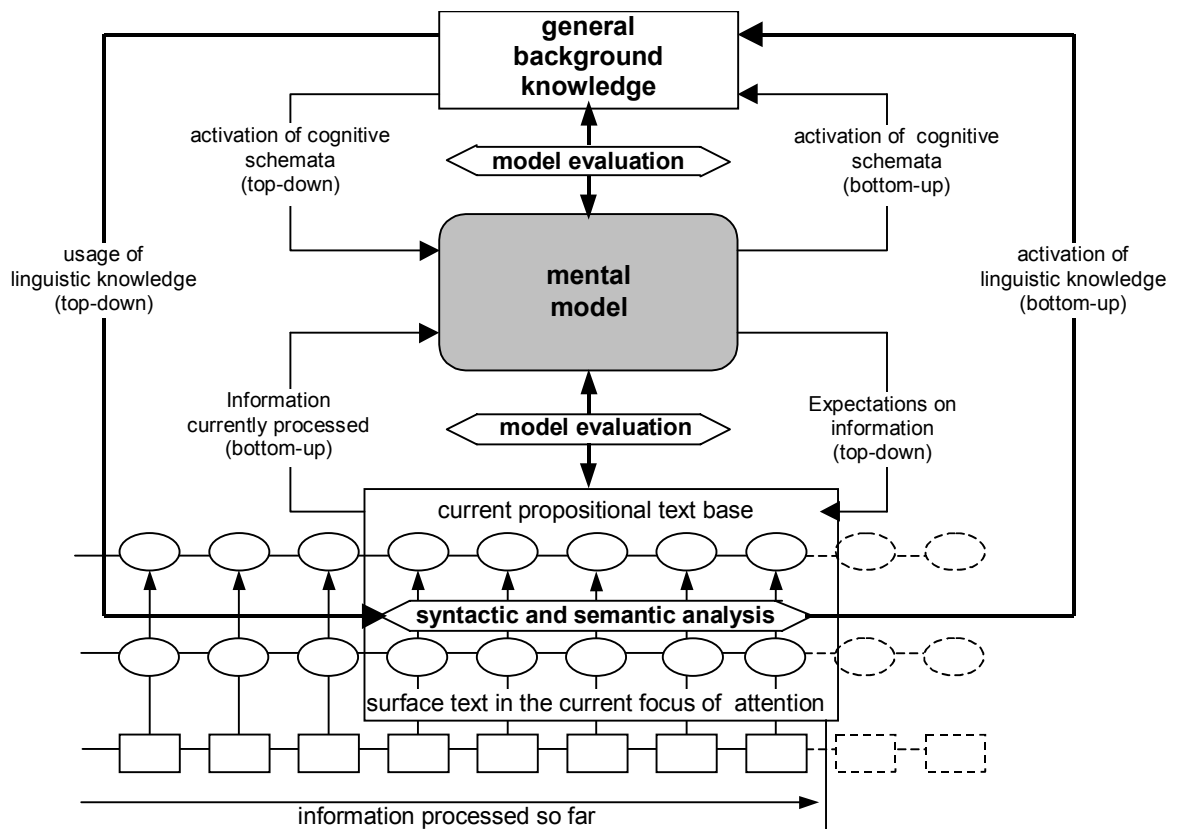 general
background
knowledge
activation of cognitive
schemata
(top-down)
model evaluation
activation of cognitive
schemata
(bottom-up)
usage of
linguistic knowledge
(top-down)
mental
model
activation of
linguistic knowledge
(bottom-up)
Information
currently processed
(bottom-up)
model evaluation
Expectations on
information
(top-down)
current propositional text base
syntactic and semantic analysis
surface text in the current focus of attention
information processed so far